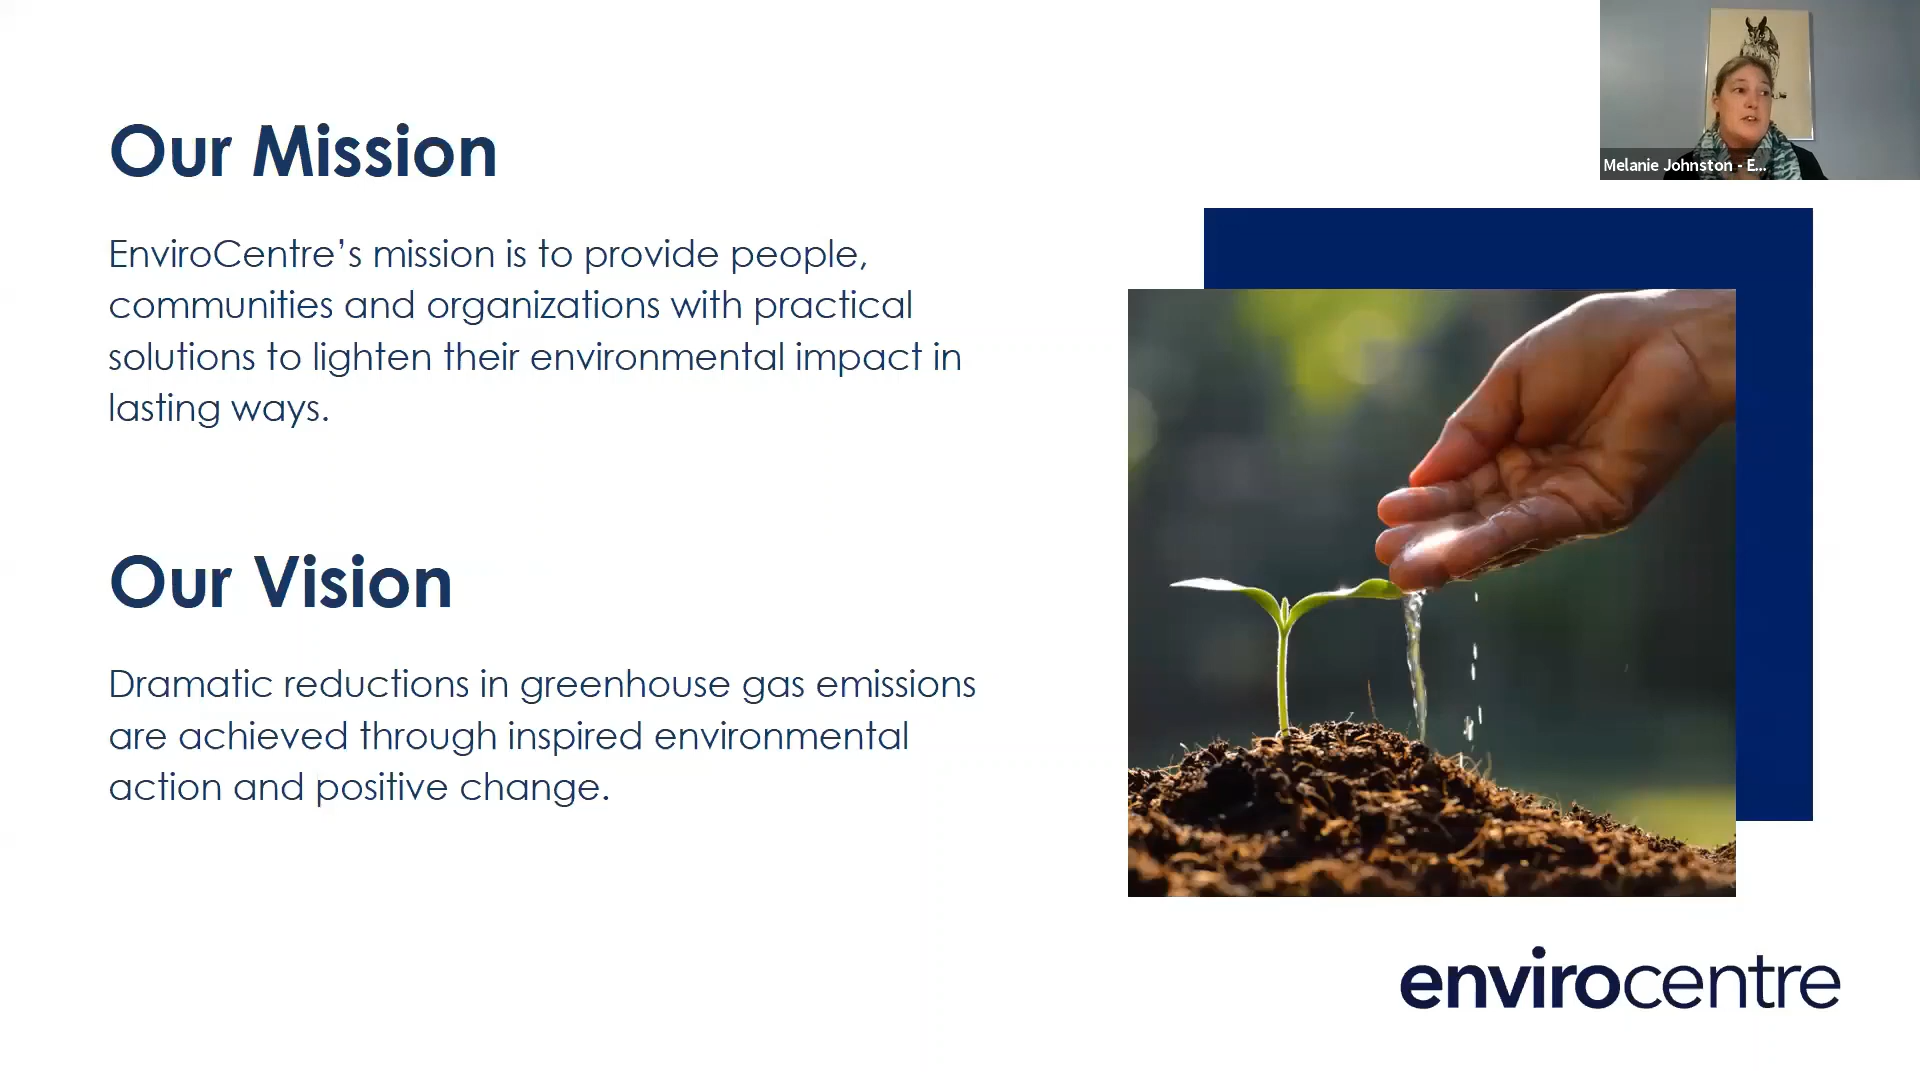 Our Mission
EnviroCentre’s mission is to provide people,
communities and organizations with practical
solutions to lighten their environmental impact in
lasting ways.
Our Vision
Dramatic reductions in greenhouse gas emissions
are achieved through inspired environmental
action and positive change.
Melanie Johnston - E...
envirocentre